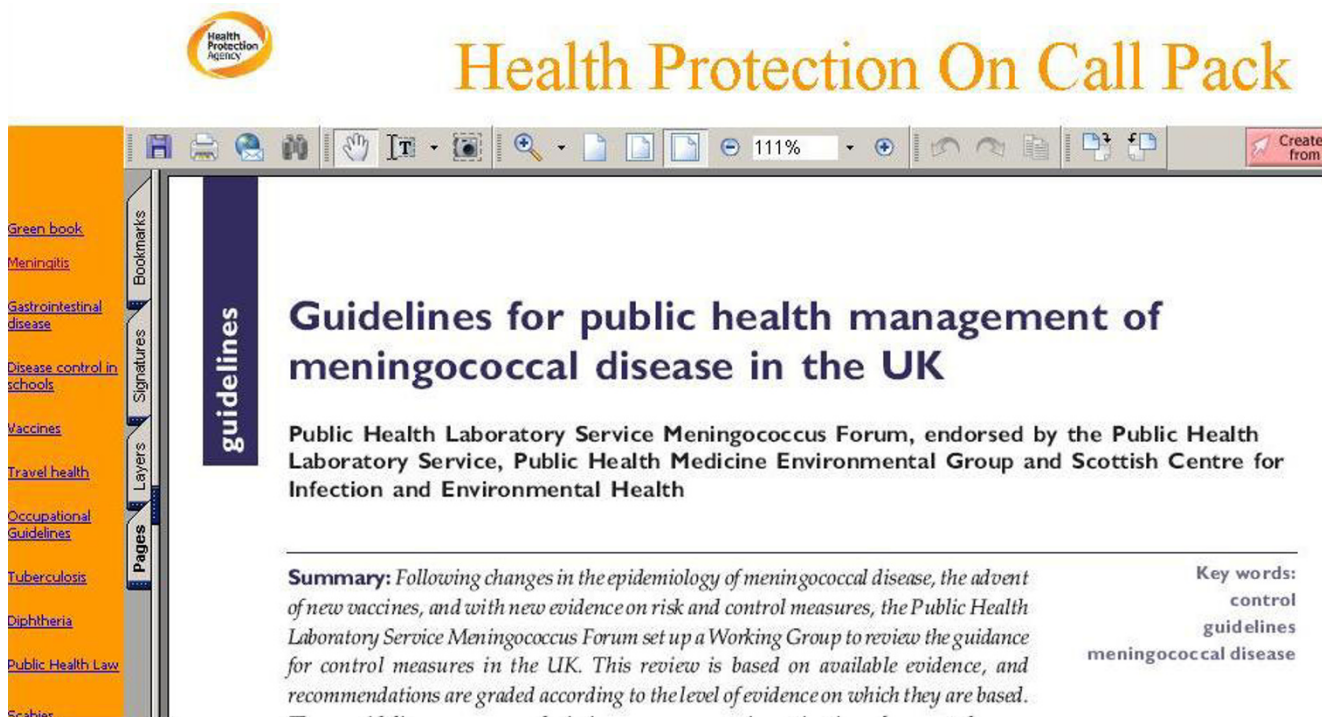 Health
Protection
Agency
Health Protection On Call Pack
111%
Create
from
Green book
Meningitis
Gastrointestinal
disease
Disease control in
schools
Vaccines
Travel health
Occupational
Guidelines
Tuberculosis
Diphtheria
Public Health Law
Scabies
Bookmarks
Signatures
Layers
Pages
guidelines
Guidelines for public health management of
meningococcal disease in the UK
Public Health Laboratory Service Meningococcus Forum, endorsed by the Public Health
Laboratory Service, Public Health Medicine Environmental Group and Scottish Centre for
Infection and Environmental Health
Summary: Following changes in the epidemiology of meningococcal disease, the advent
of new vaccines, and with new evidence on risk and control measures, the Public Health
Laboratory Service Meningococcus Forum set up a Working Group to review the guidance
for control measures in the UK. This review is based on available evidence, and
recommendations are graded according to the level of evidence on which they are based.
Key words:
control
guidelines
meningococcal disease